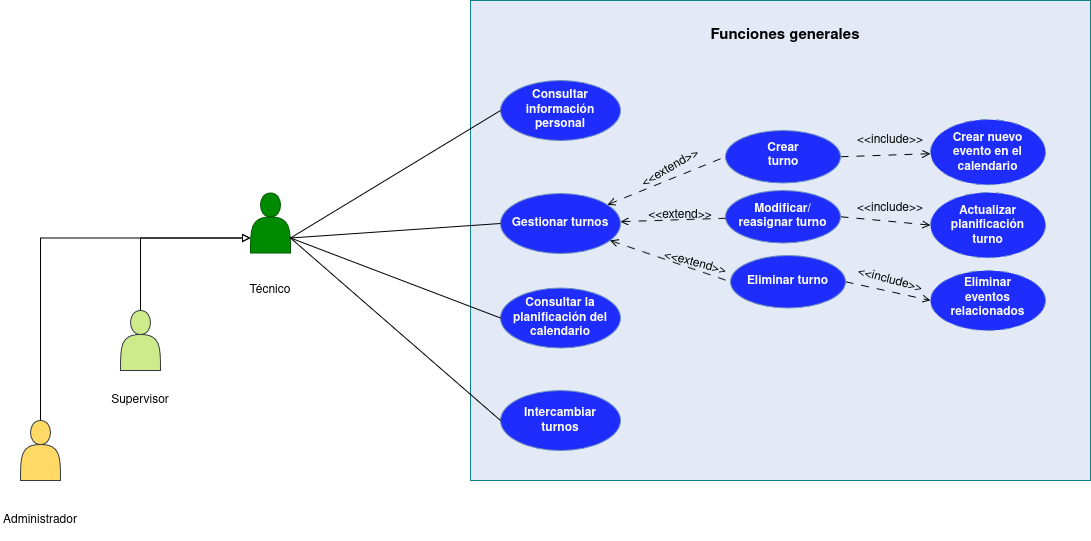 Funciones generales
Consultar
información
personal
Gestionar turnos
Consultar la
planificación del
calendario
Intercambiar
turnos
<<extend>>
<<extend>>
<<extend>>
Crear
turno
Modificar/
reasignar turno
Eliminar turno
<<include>>
<<include>>
<<include>>
Crear nuevo
evento en el
calendario
Actualizar
planificación
turno
Eliminar
eventos
relacionados
Técnico
Supervisor
Administrador